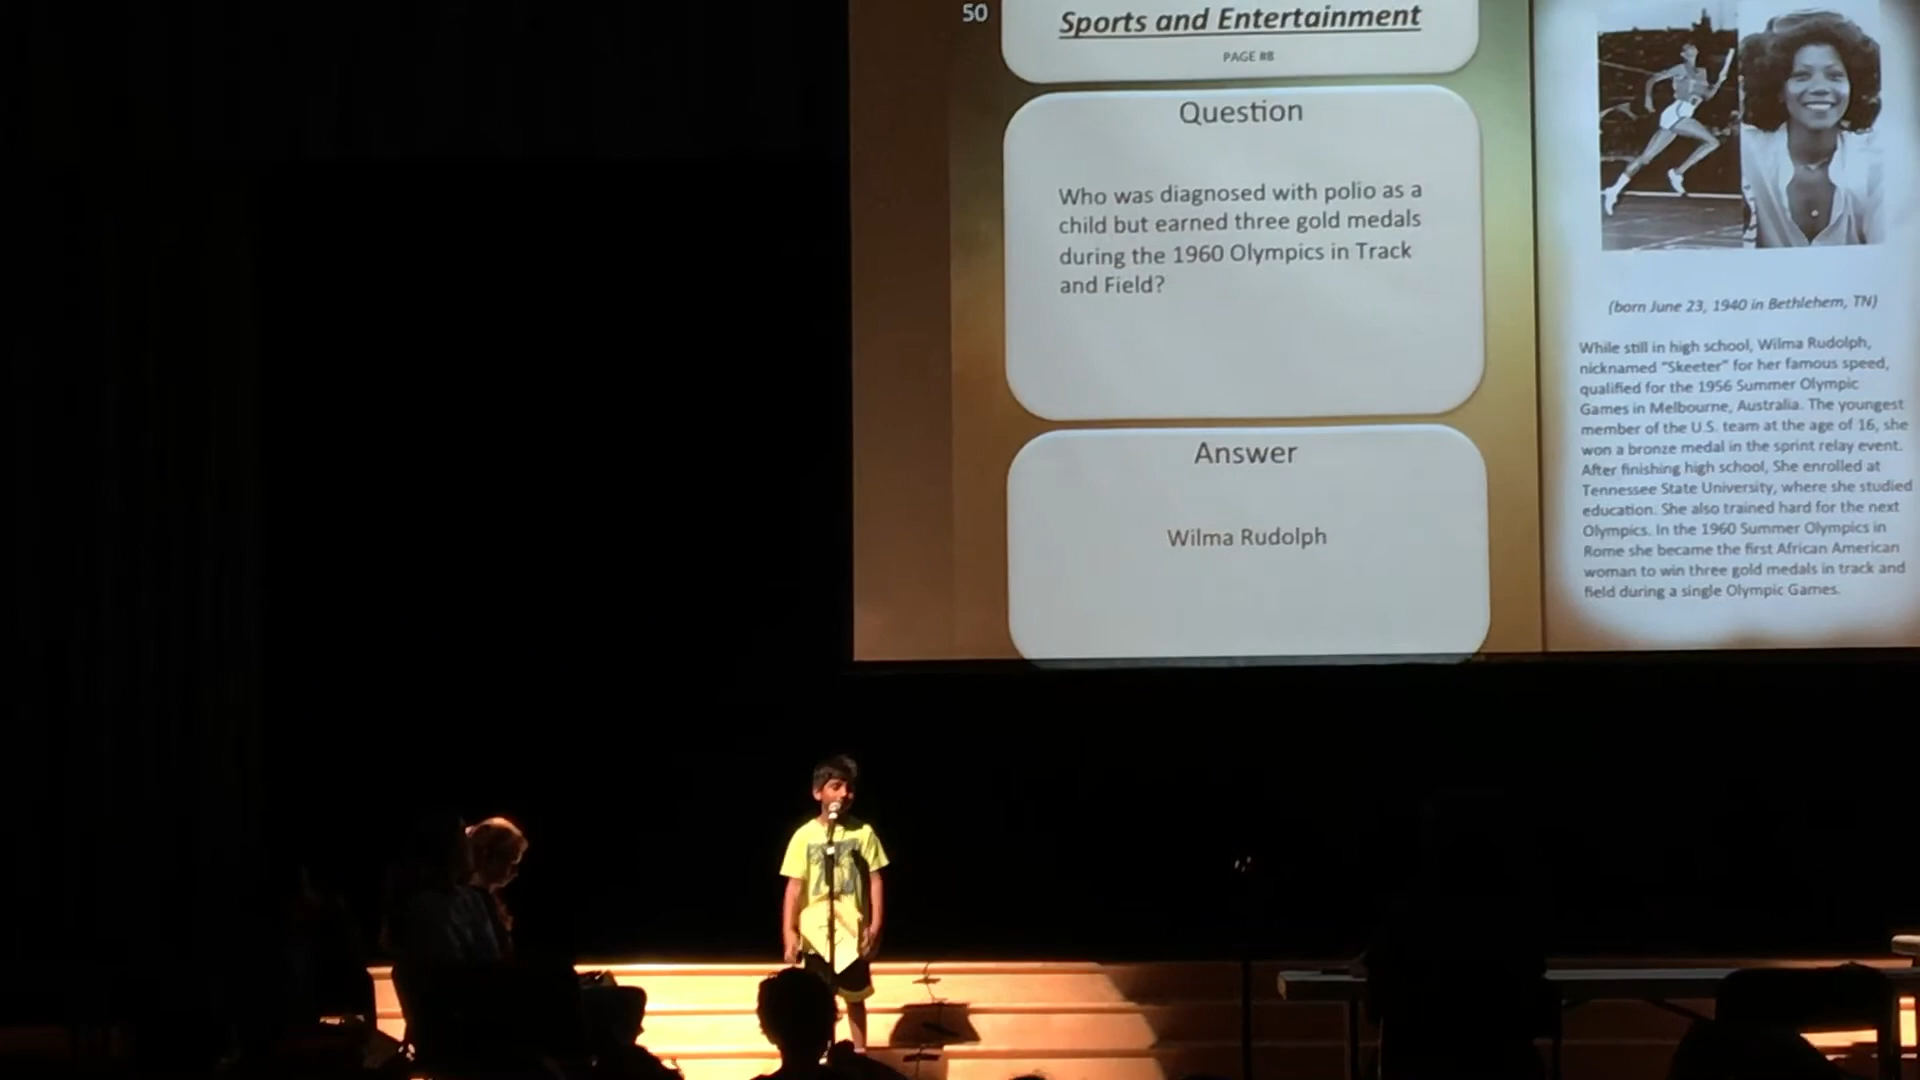 50
Sports and Entertainment
PAGE #8
Question
Who was diagnosed with polio as a
child but earned three gold medals
during the 1960 Olympics in Track
and Field?
Answer
Wilma Rudolph
(born June 23, 1940 in Bethlehem, TN)
While still in high school, Wilma Rudolph,
nicknamed "Skeeter" for her famous speed,
qualified for the 1956 Summer Olympic
Games in Melbourne, Australia. The youngest
member of the U.S. team at the age of 16, she
won a bronze medal in the sprint relay event.
After finishing high school, She enrolled at
Tennessee State University, where she studied
education. She also trained hard for the next
Olympics. In the 1960 Summer Olympics in
Rome she became the first African American
woman to win three gold medals in track and
field during a single Olympic Games.